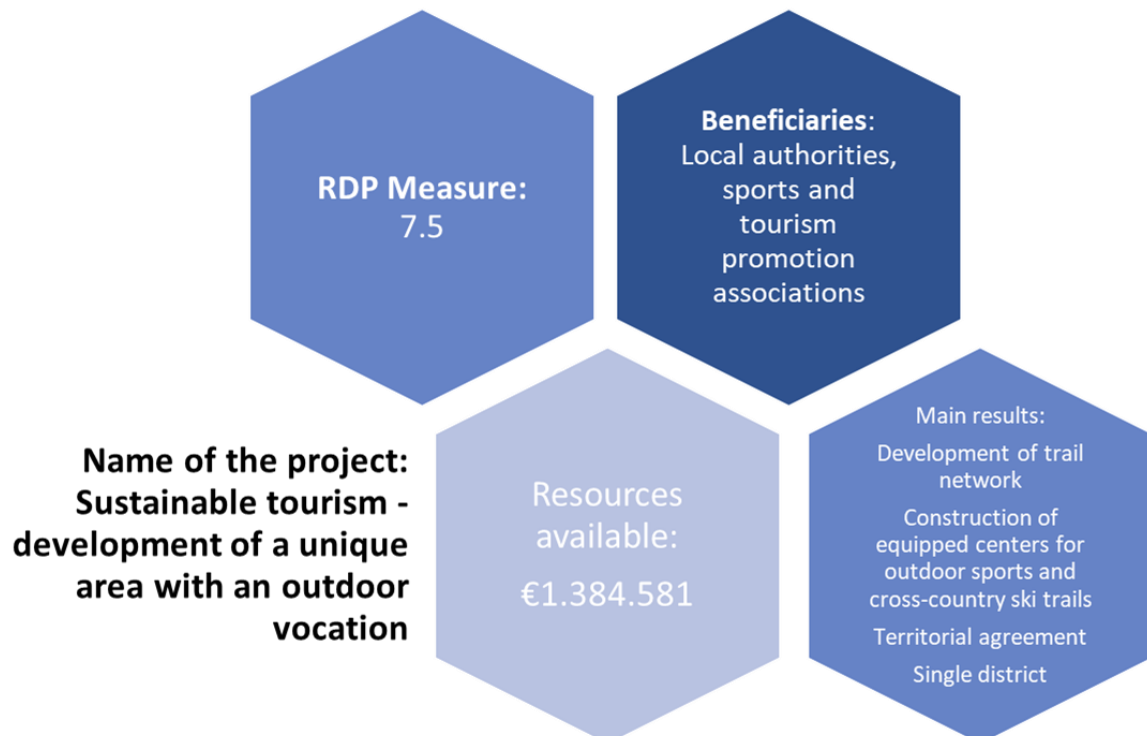 RDP Measure:
7.5
Beneficiaries:
Local authorities,
sports and
tourism
promotion
associations
Name of the project:
Sustainable tourism -
development of a unique
area with an outdoor
vocation
Resources
available:
€1.384.581
Main results:
Development of trail
network
Construction of
equipped centers for
outdoor sports and
cross-country ski trails
Territorial agreement
Single district